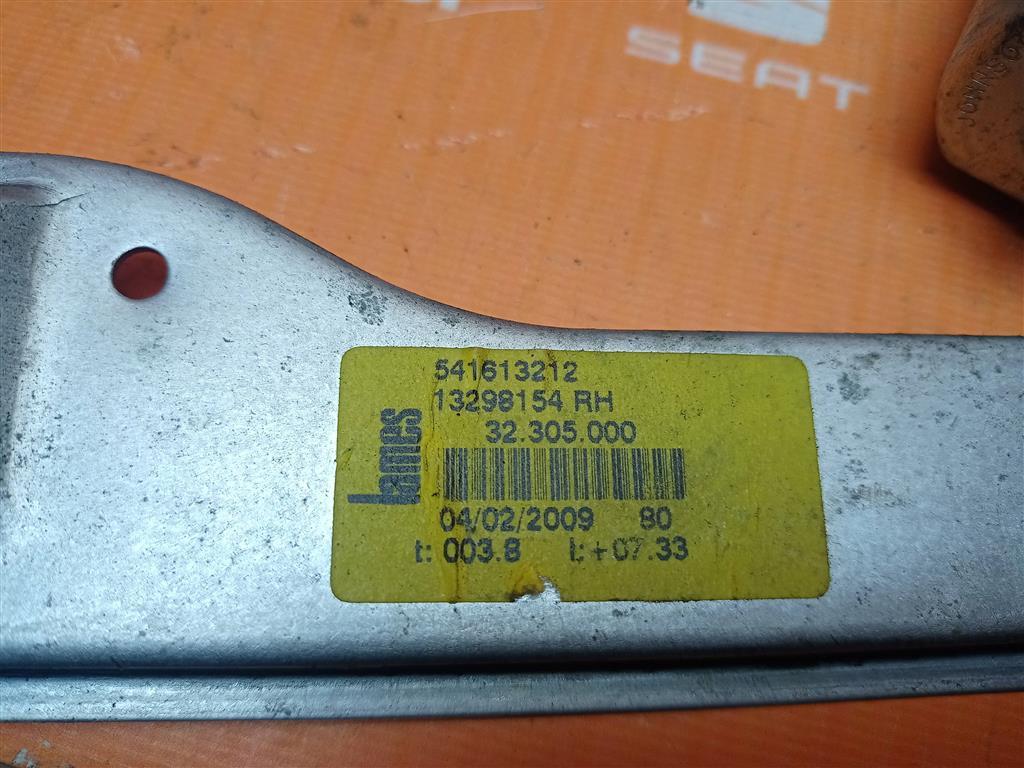 SEAT
541613212
13298154 RH
32.305.000
Lames
04/02/2009 80
t: 003.8 l: +07.33